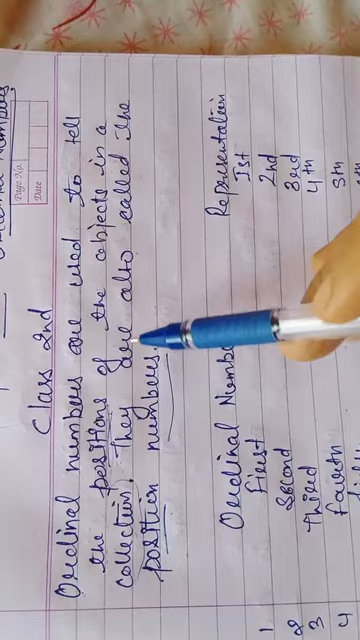 Ordinal Numbers
Page No.
Date
Class 2nd
Ordinal numbers are used to tell
the positions of the objects in a
collection. They are also called the
position numbers.
Ordinal Numbe Representation
1 First 1st
2 Second 2nd
3 Third 3rd
4 Fourth 4th